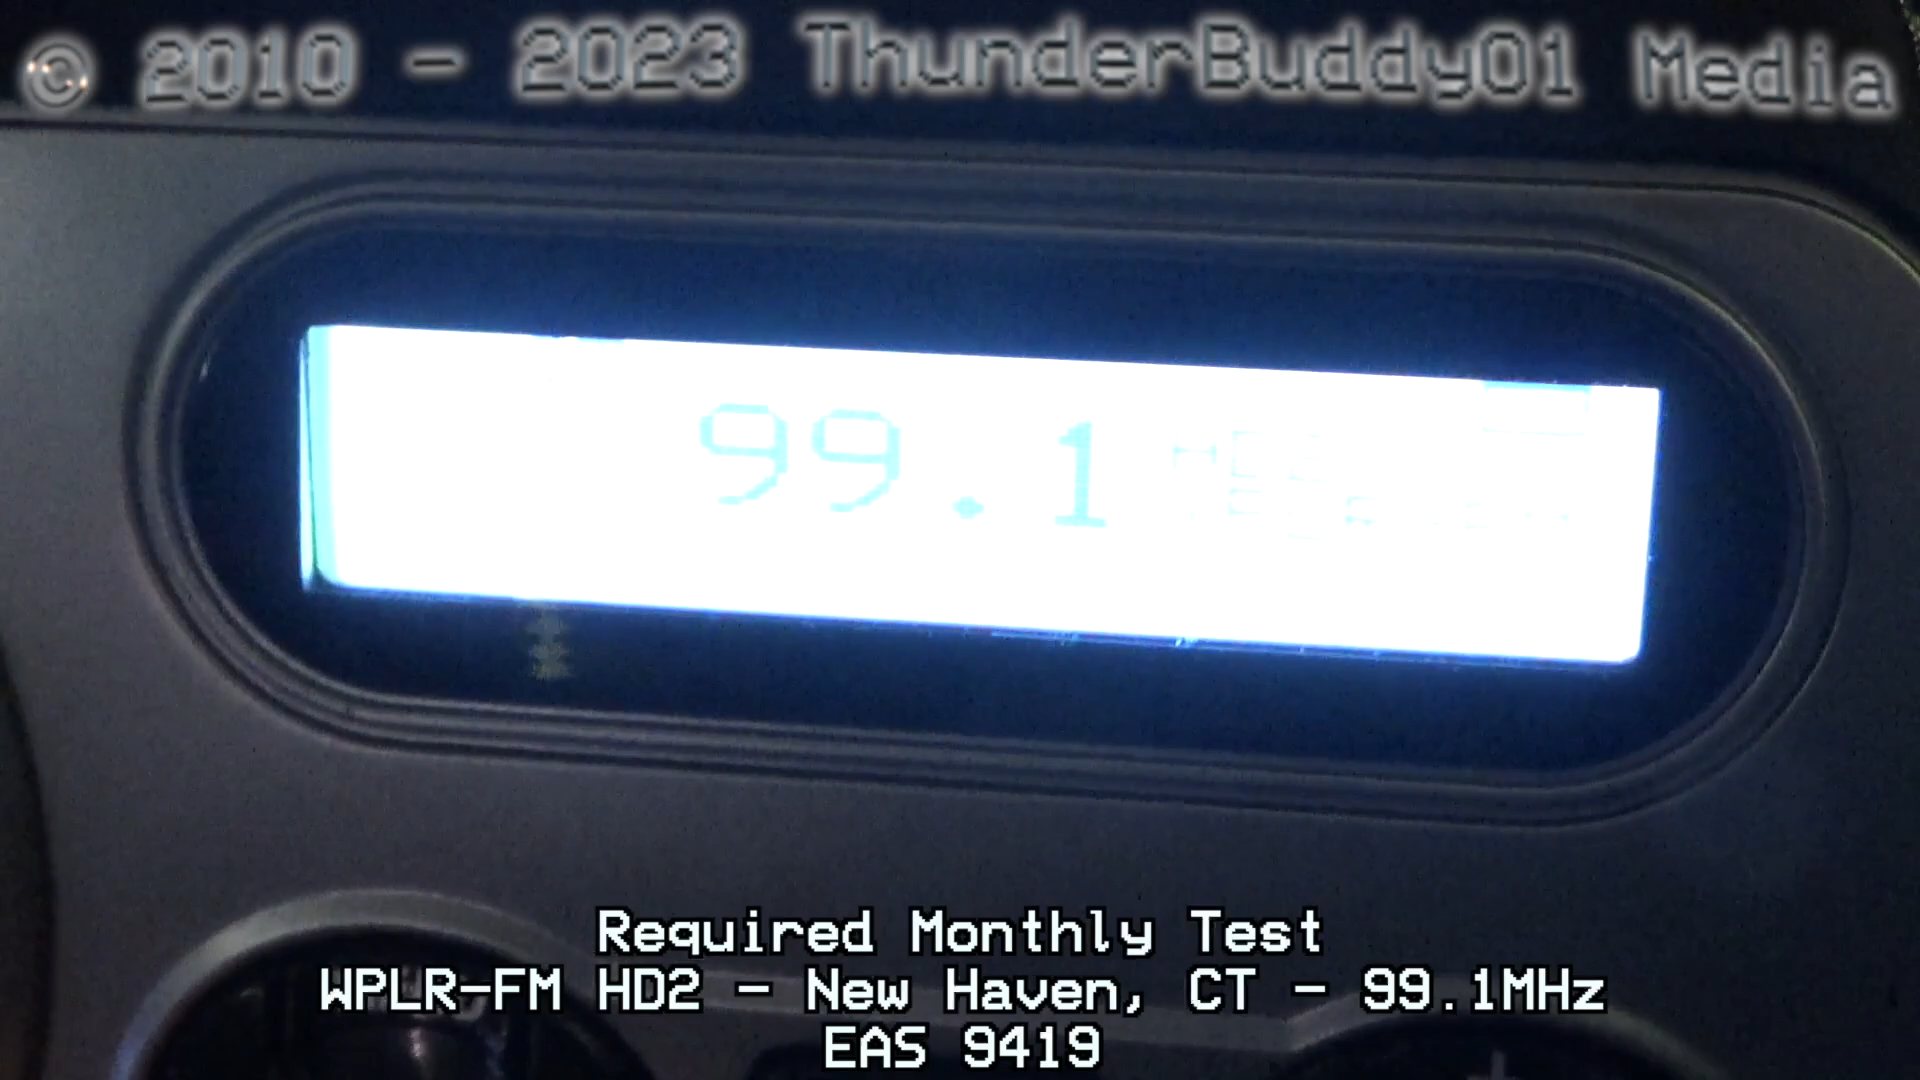 © 2010 - 2023 ThunderBuddy01 Media
99.1
Required Monthly Test
WPLR-FM HD2 - New Haven, CT - 99.1MHz
EAS 9419